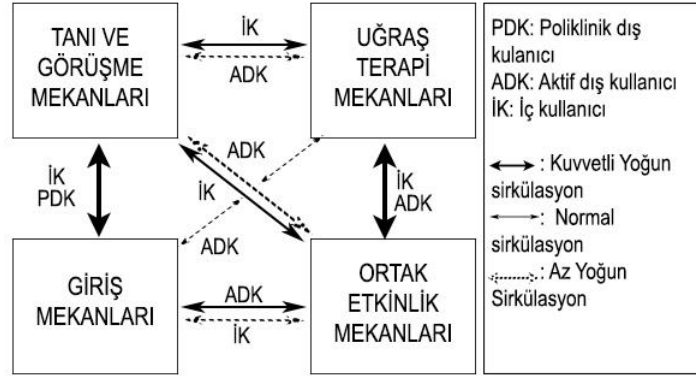 TANI VE
GÖRÜŞME
MEKANLARI
İK
ADK
UĞRAŞ
TERAPİ
MEKANLARI
ADK
İK
İK
PDK
İK
ADK
ADK
GİRİŞ
MEKANLARI
ADK
İK
ORTAK
ETKİNLİK
MEKANLARI
PDK: Poliklinik dış
kulanıcı
ADK: Aktif dış kullanıcı
İK: İç kullanıcı
: Kuvvetli Yoğun
sirkülasyon
: Normal
sirkülasyon
: Az Yoğun
Sirkülasyon